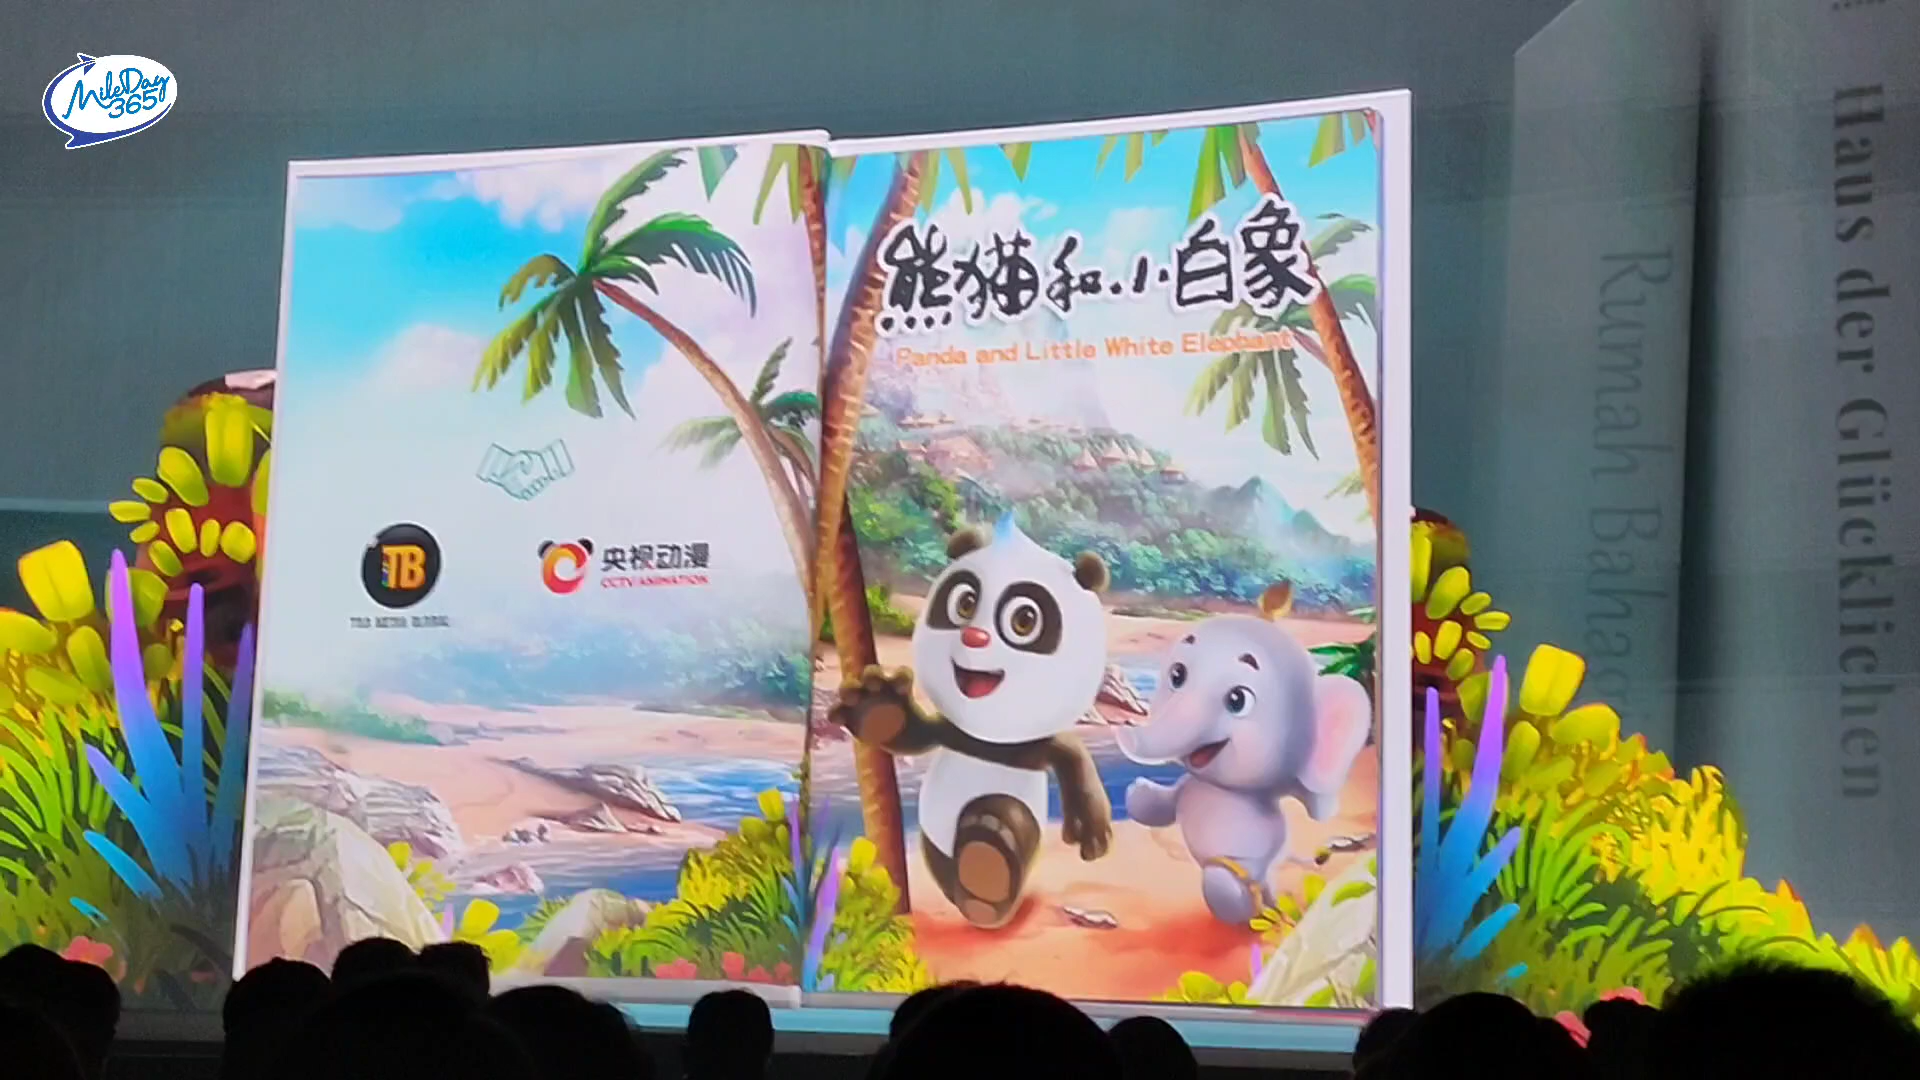 MileDay
365
熊猫和小白象
Panda and Little White Elephant
TB
央视动漫
CCTV ANIMATION
Haus der Glücklichen
Rumah Bahag